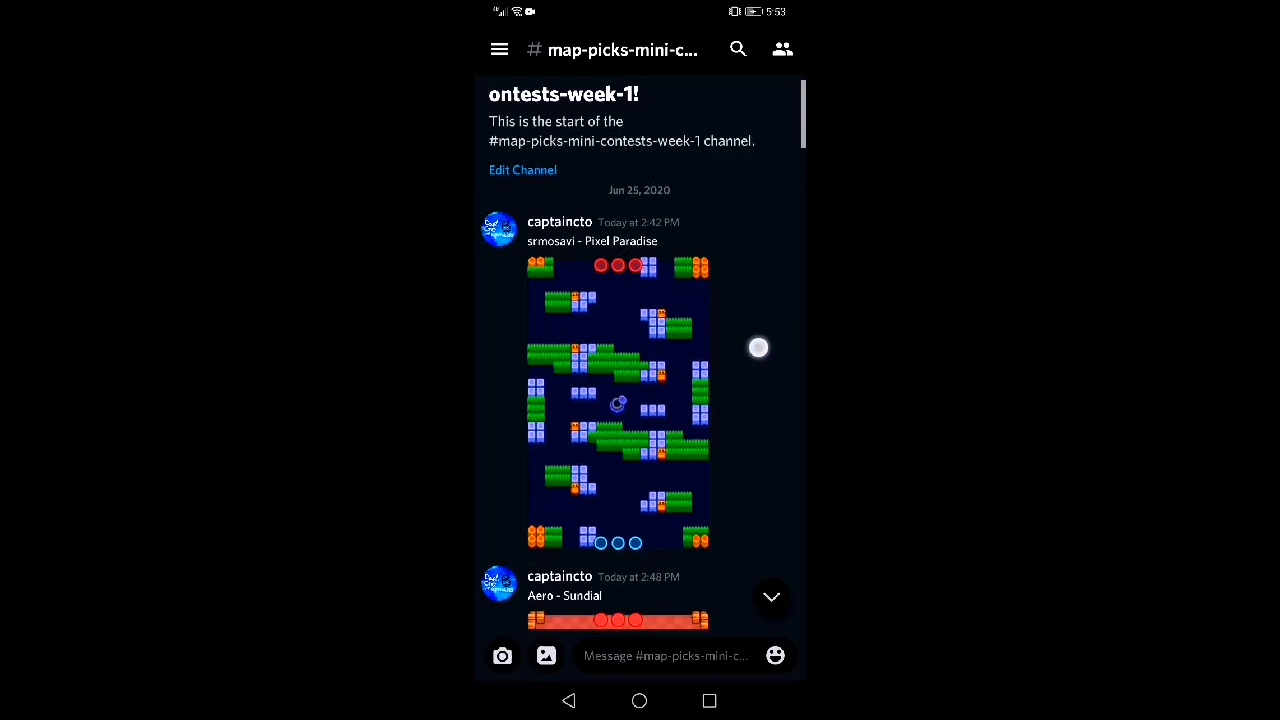 5:53
# map-picks-mini-c...
ontests-week-1!
This is the start of the
#map-picks-mini-contests-week-1 channel.
Edit Channel
Jun 25, 2020
captaincto Today at 2:42 PM
srmosavi - Pixel Paradise
captaincto Today at 2:48 PM
Aero - Sundial
Message #map-picks-mini-c...